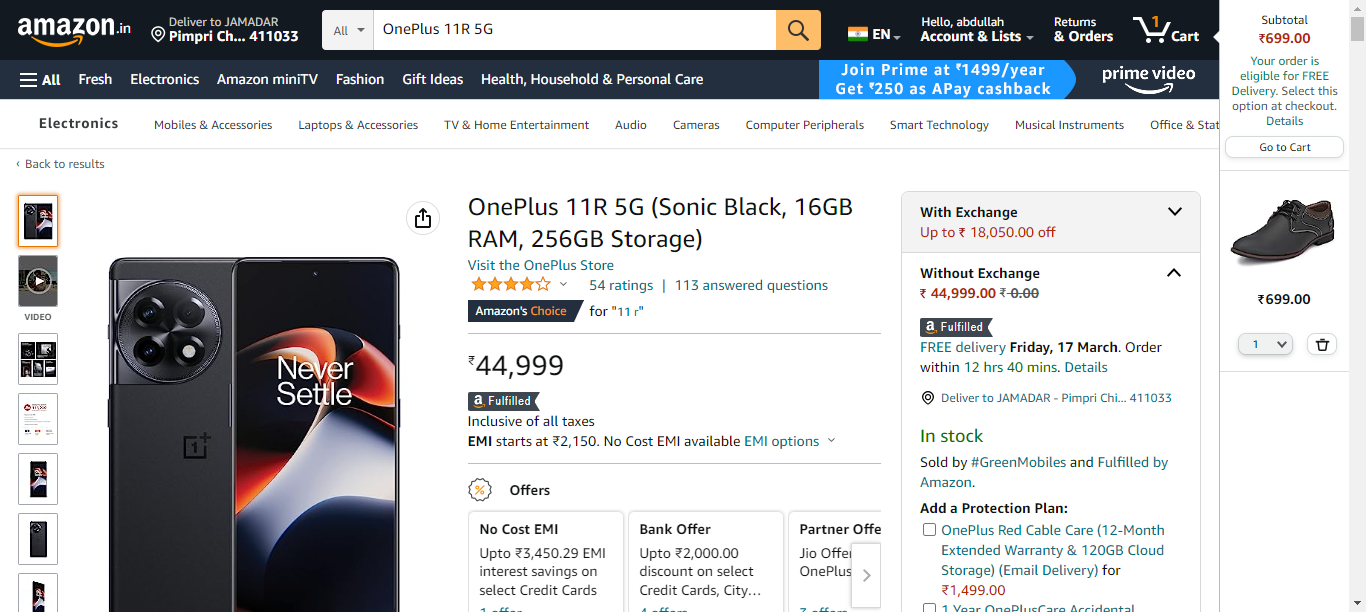 amazon.in
Deliver to JAMADAR
Pimpri Ch... 411033
All
OnePlus 11R 5G
EN
Hello, abdullah
Account & Lists
Returns
& Orders
1
Cart
All
Fresh
Electronics
Amazon miniTV
Fashion
Gift Ideas
Health, Household & Personal Care
Join Prime at ₹1499/year
Get ₹250 as APay cashback
prime video
Electronics
Mobiles & Accessories
Laptops & Accessories
TV & Home Entertainment
Audio
Cameras
Computer Peripherals
Smart Technology
Musical Instruments
Office & Stat
‹ Back to results
VIDEO
Never
Settle
OnePlus 11R 5G (Sonic Black, 16GB
RAM, 256GB Storage)
Visit the OnePlus Store
54 ratings | 113 answered questions
Amazon's Choice for "11 r"
₹44,999
a Fulfilled
Inclusive of all taxes
EMI starts at ₹2,150. No Cost EMI available EMI options
Offers
No Cost EMI
Upto ₹3,450.29 EMI
interest savings on
select Credit Cards
1 offer
Bank Offer
Upto ₹2,000.00
discount on select
Credit Cards, City...
4 offers
Partner Offe
Jio Offer
OnePlus
3 offers
With Exchange
Up to ₹ 18,050.00 off
Without Exchange
₹ 44,999.00 ₹ 0.00
a Fulfilled
FREE delivery Friday, 17 March. Order
within 12 hrs 40 mins. Details
Deliver to JAMADAR - Pimpri Chi... 411033
In stock
Sold by #GreenMobiles and Fulfilled by
Amazon.
Add a Protection Plan:
OnePlus Red Cable Care (12-Month
Extended Warranty & 120GB Cloud
Storage) (Email Delivery) for
₹1,499.00
1 Year OnePlusCare Accidental
Subtotal
₹699.00
Your order is
eligible for FREE
Delivery. Select this
option at checkout.
Details
Go to Cart
₹699.00
1